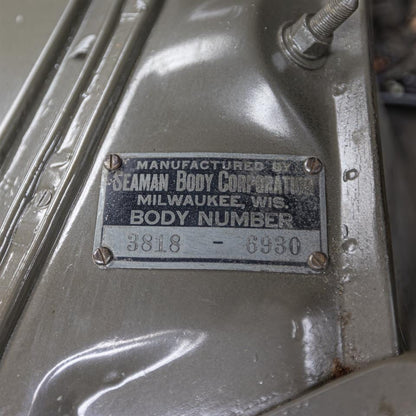 MANUFACTURED BY
SEAMAN BODY CORPORATION
MILWAUKEE, WIS.
BODY NUMBER
3818 - 6930